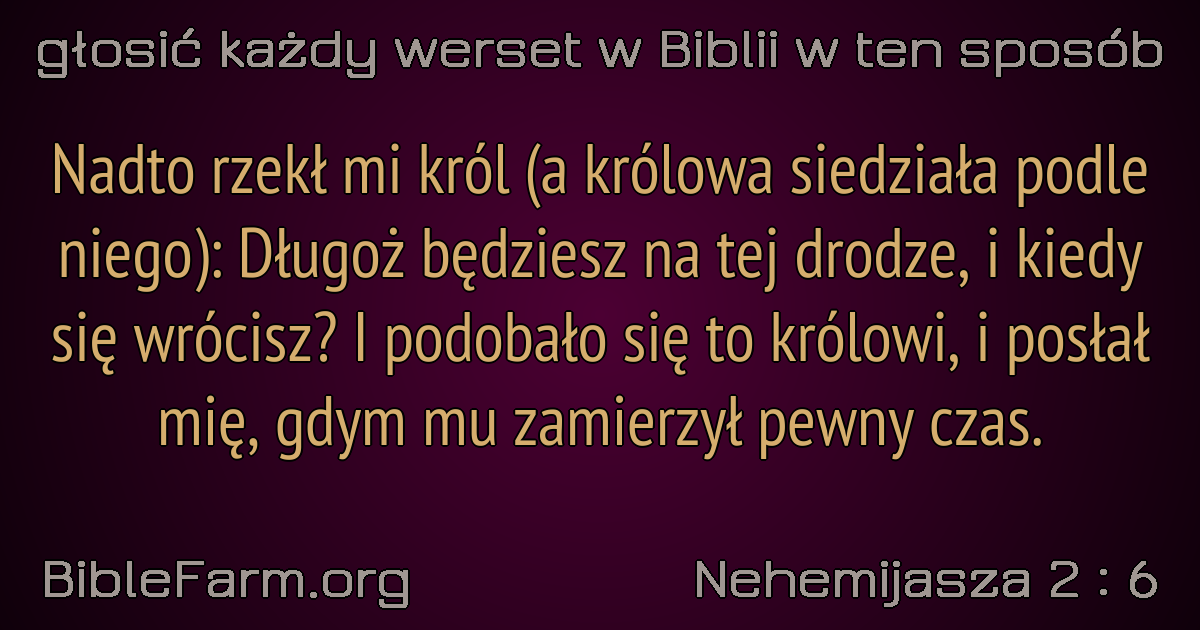 głosić każdy werset w Biblii w ten sposób
Nadto rzekł mi król (a królowa siedziała podle
niego): Długoż będziesz na tej drodze, i kiedy
się wrócisz? I podobało się to królowi, i posłał
mię, gdym mu zamierzył pewny czas.
BibleFarm.org
Nehemijasza 2 : 6